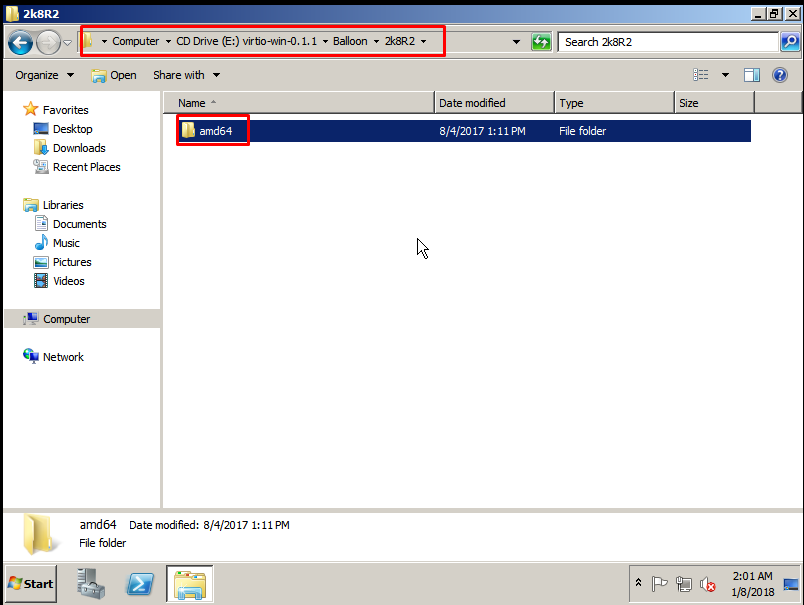 2k8R2
Computer CD Drive (E:) virtio-win-0.1.1 Balloon 2k8R2 Search 2k8R2
Organize Open Share with
Name Date modified Type Size
amd64 8/4/2017 1:11 PM File folder
Favorites
Desktop
Downloads
Recent Places
Libraries
Documents
Music
Pictures
Videos
Computer
Network
amd64 Date modified: 8/4/2017 1:11 PM
File folder
Start 2:01 AM
1/8/2018